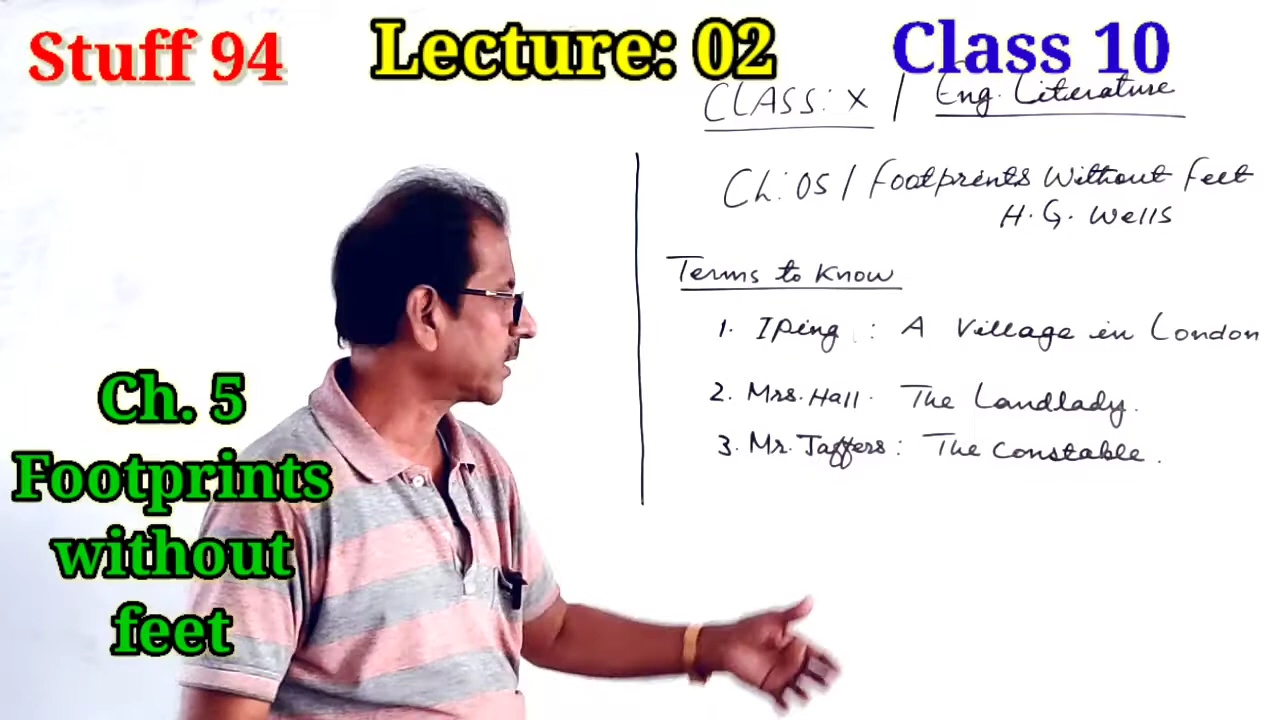 Stuff 94
Lecture: 02
Class 10
CLASS: X / Eng. Literature
Ch: 05 / Footprints Without Feet
H. G. Wells
Terms to Know
1. Iping : A Village in London
2. Mrs. Hall. The Landlady.
3. Mr. Jaffers : The Constable.
Ch. 5
Footprints
without
feet